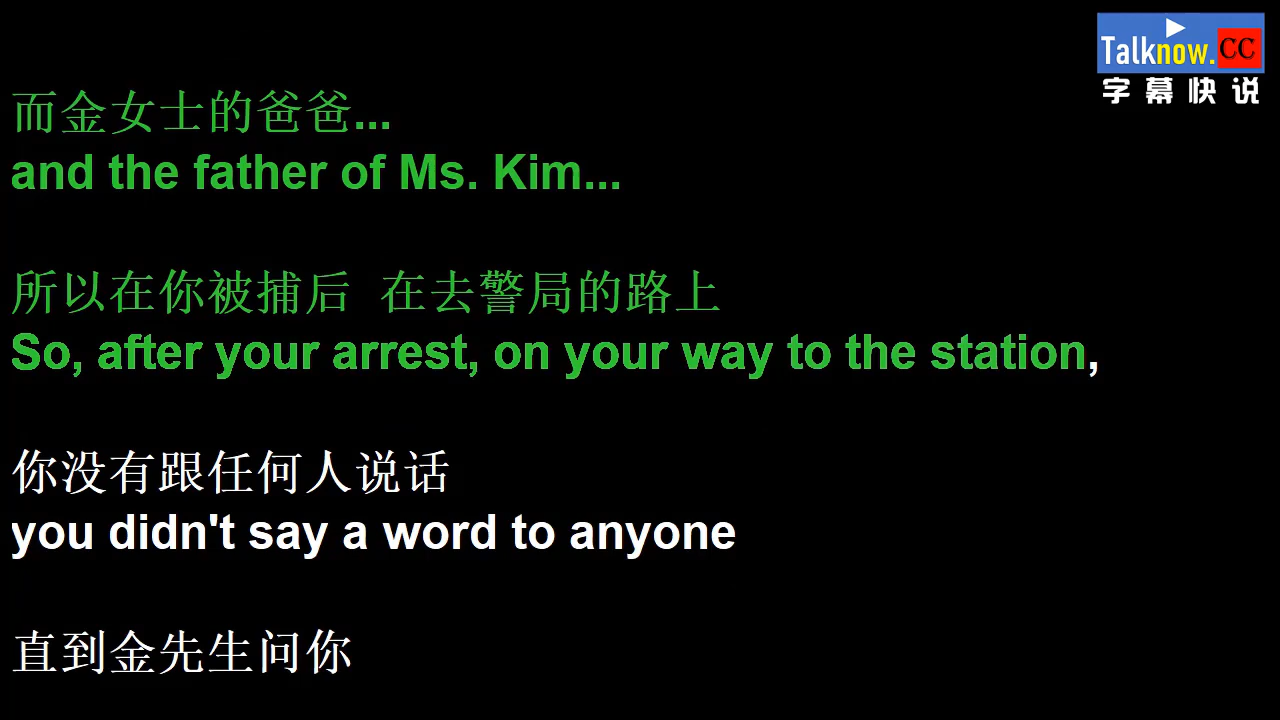 Talknow.CC
字幕快说
而金女士的爸爸...
and the father of Ms. Kim...
所以在你被捕后 在去警局的路上
So, after your arrest, on your way to the station,
你没有跟任何人说话
you didn't say a word to anyone
直到金先生问你